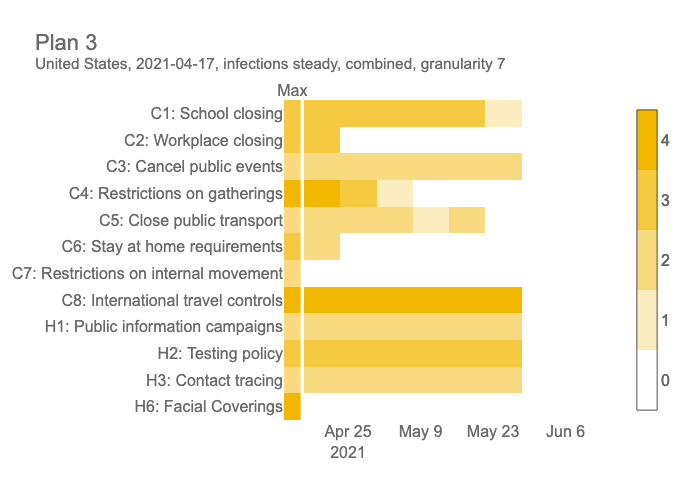 Plan 3
United States, 2021-04-17, infections steady, combined, granularity 7
Max
C1: School closing
C2: Workplace closing
C3: Cancel public events
C4: Restrictions on gatherings
C5: Close public transport
C6: Stay at home requirements
C7: Restrictions on internal movement
C8: International travel controls
H1: Public information campaigns
H2: Testing policy
H3: Contact tracing
H6: Facial Coverings
Apr 25 May 9 May 23 Jun 6
2021
4
3
2
1
0